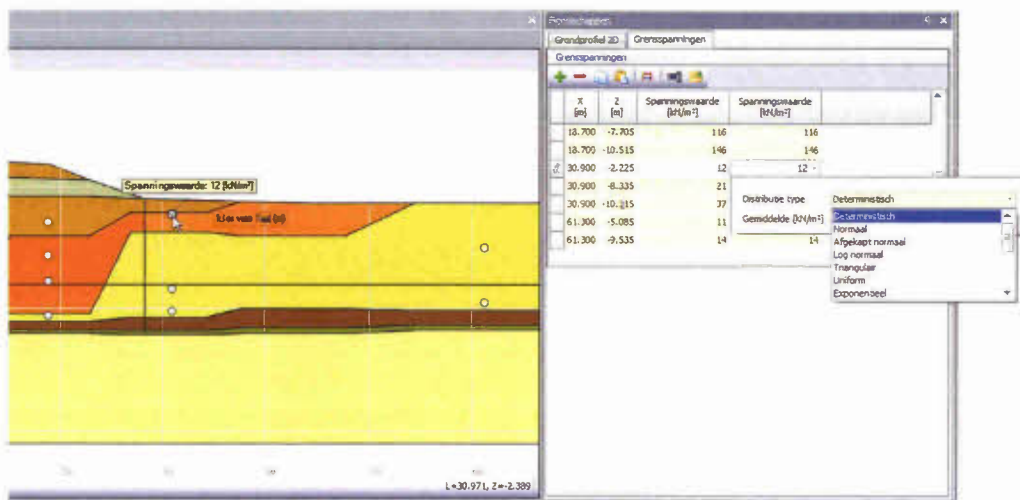 Grondprofiel 2D Grensspanningen
Grensspanningen
X Z Spanningswaarde Spanningswaarde
[m] [m] [kN/m²] [kN/m²]
18.700 -7.705 116 116
18.700 -10.515 146 146
30.900 -2.225 12 12
30.900 -8.335 21
30.900 -10.215 37
61.300 -5.085 11
61.300 -9.535 14 14
Distributie type Deterministisch
Gemiddelde [kN/m²]
Deterministisch
Normaal
Afgekapt normaal
Log normaal
Triangulair
Uniform
Exponentieel
Spanningswaarde: 12 [kN/m²]
L=30.971, Z=-2.389